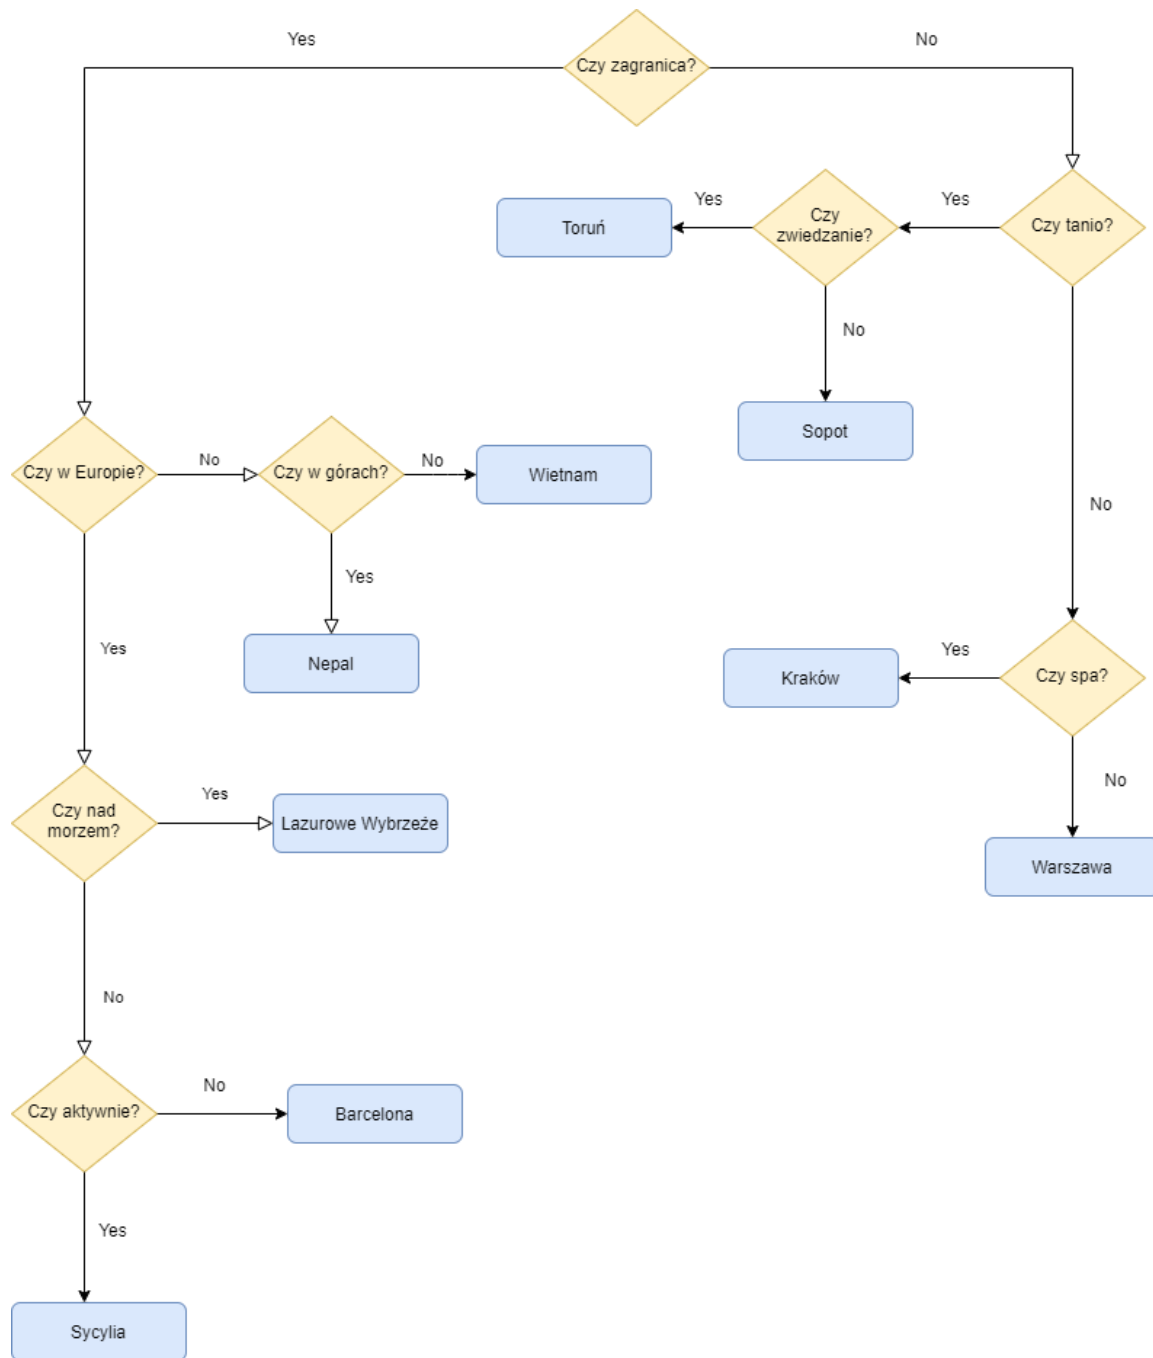 Yes
No
Czy zagranica?
Yes
Yes
Czy
zwiedzanie?
Toruń
Czy tanio?
No
Sopot
No
No
Czy w Europie?
Czy w górach?
Wietnam
No
Yes
Yes
Yes
Nepal
Kraków
Czy spa?
No
Yes
Czy nad
morzem?
Lazurowe Wybrzeże
Warszawa
No
No
Czy aktywnie?
Barcelona
Yes
Sycylia